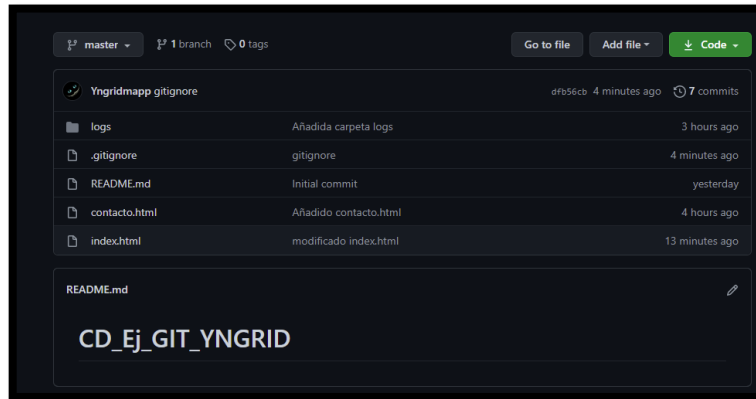 master 1 branch 0 tags Go to file Add file Code
Yngridmapp gitignore dfb56cb 4 minutes ago 7 commits
logs Añadida carpeta logs 3 hours ago
.gitignore gitignore 4 minutes ago
README.md Initial commit yesterday
contacto.html Añadido contacto.html 4 hours ago
index.html modificado index.html 13 minutes ago
README.md
CD_Ej_GIT_YNGRID